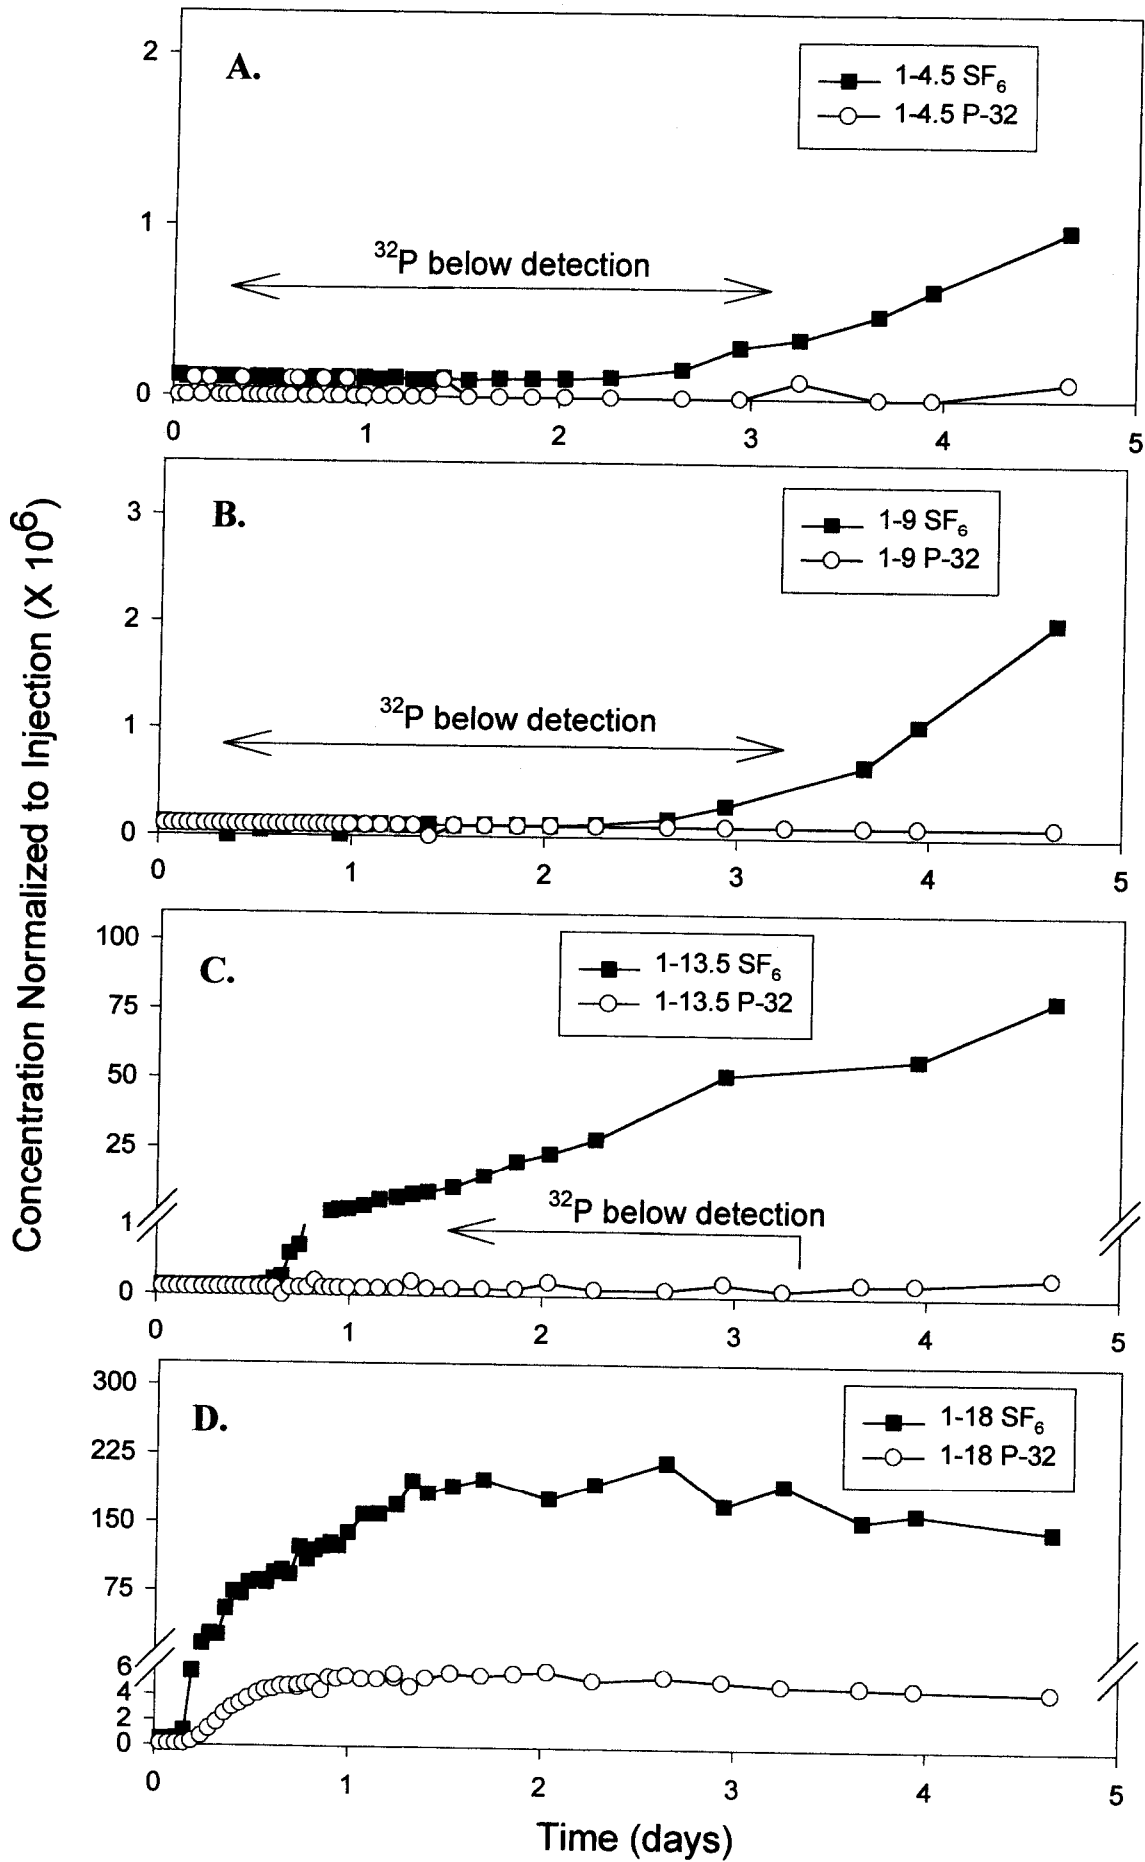 Concentration Normalized to Injection (X 10⁶)
A.
1-4.5 SF₆
1-4.5 P-32
³²P below detection
2
1
0
0 1 2 3 4 5
B.
1-9 SF₆
1-9 P-32
³²P below detection
3
2
1
0
0 1 2 3 4 5
C.
1-13.5 SF₆
1-13.5 P-32
³²P below detection
100
75
50
25
1
0
0 1 2 3 4 5
D.
1-18 SF₆
1-18 P-32
300
225
150
75
6
4
2
0
0 1 2 3 4 5
Time (days)